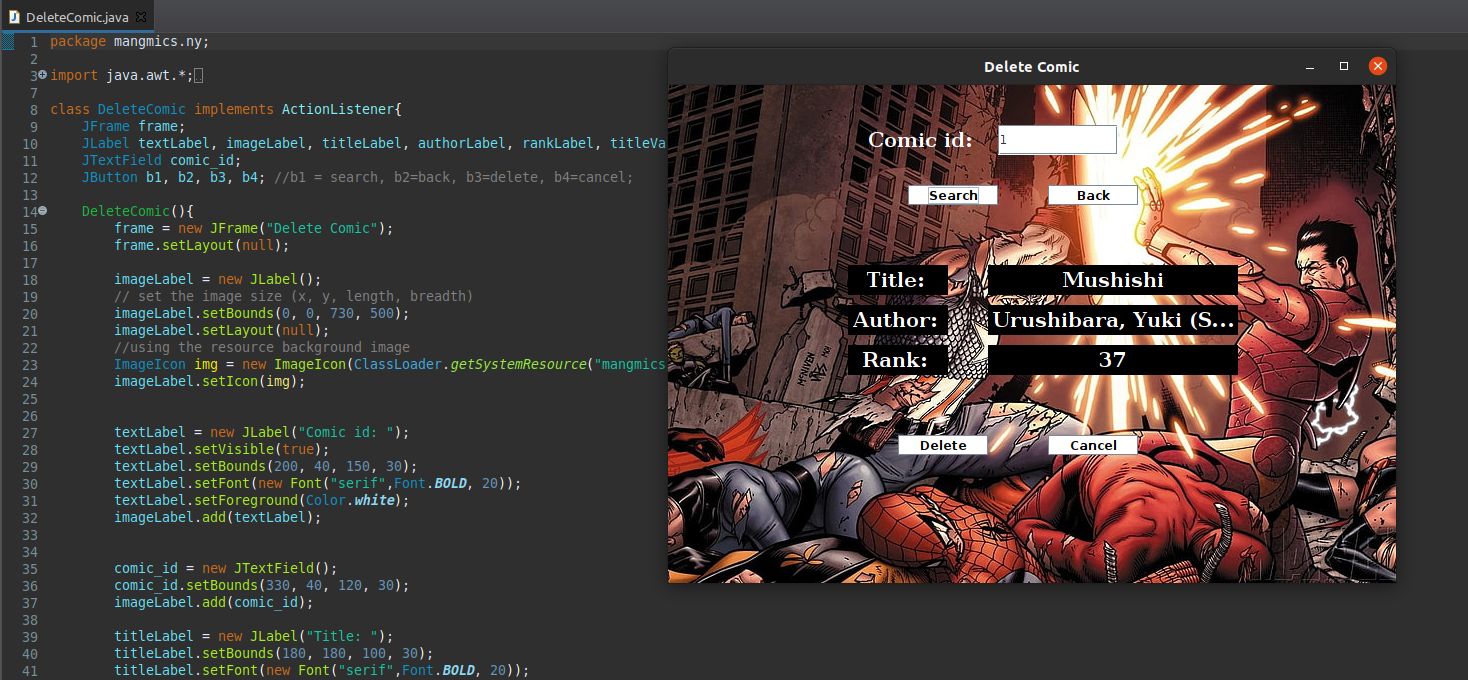 DeleteComic.java
1 package mangmics.ny;
2
3 import java.awt.*;
7
8 class DeleteComic implements ActionListener{
9 JFrame frame;
10 JLabel textLabel, imageLabel, titleLabel, authorLabel, rankLabel, titleVa
11 JTextField comic_id;
12 JButton b1, b2, b3, b4; //b1 = search, b2=back, b3=delete, b4=cancel;
13
14 DeleteComic(){
15 frame = new JFrame("Delete Comic");
16 frame.setLayout(null);
17
18 imageLabel = new JLabel();
19 // set the image size (x, y, length, breadth)
20 imageLabel.setBounds(0, 0, 730, 500);
21 imageLabel.setLayout(null);
22 //using the resource background image
23 ImageIcon img = new ImageIcon(ClassLoader.getSystemResource("mangmics
24 imageLabel.setIcon(img);
25
26
27 textLabel = new JLabel("Comic id: ");
28 textLabel.setVisible(true);
29 textLabel.setBounds(200, 40, 150, 30);
30 textLabel.setFont(new Font("serif",Font.BOLD, 20));
31 textLabel.setForeground(Color.white);
32 imageLabel.add(textLabel);
33
34
35 comic_id = new JTextField();
36 comic_id.setBounds(330, 40, 120, 30);
37 imageLabel.add(comic_id);
38
39 titleLabel = new JLabel("Title: ");
40 titleLabel.setBounds(180, 180, 100, 30);
41 titleLabel.setFont(new Font("serif",Font.BOLD, 20));
Delete Comic
Comic id: 1
Search Back
Title: Mushishi
Author: Urushibara, Yuki (S...
Rank: 37
Delete Cancel